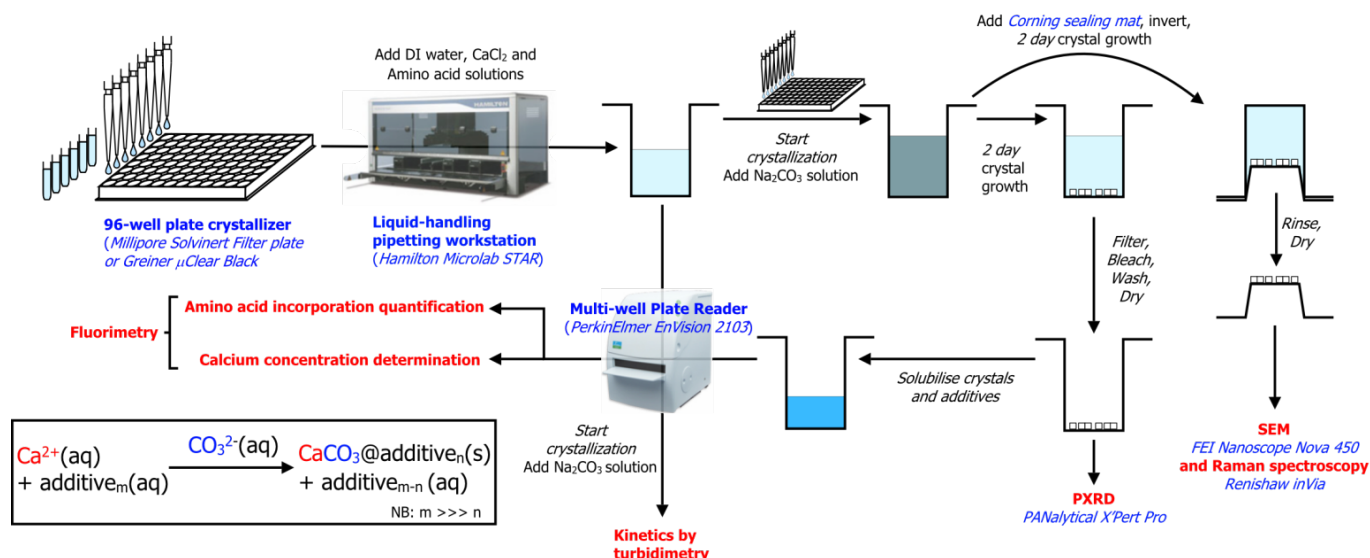 Add DI water, CaCl2 and
Amino acid solutions
HAMILTON
Start
crystallization
Add Na2CO3 solution
Add Corning sealing mat, invert,
2 day crystal growth
2 day
crystal
growth
96-well plate crystallizer
(Millipore Solvinert Filter plate
or Greiner μClear Black
Liquid-handling
pipetting workstation
(Hamilton Microlab STAR)
Filter,
Bleach,
Wash,
Dry
Rinse,
Dry
Fluorimetry
Amino acid incorporation quantification
Calcium concentration determination
Multi-well Plate Reader
(PerkinElmer EnVision 2103)
Solubilise crystals
and additives
Start
crystallization
Add Na2CO3 solution
Kinetics by
turbidimetry
PXRD
PANalytical X'Pert Pro
SEM
FEI Nanoscope Nova 450
and Raman spectroscopy
Renishaw inVia
Ca2+(aq)
+ additivem(aq)
CO32-(aq)
CaCO3@additiven(s)
+ additivem-n (aq)
NB: m >>> n